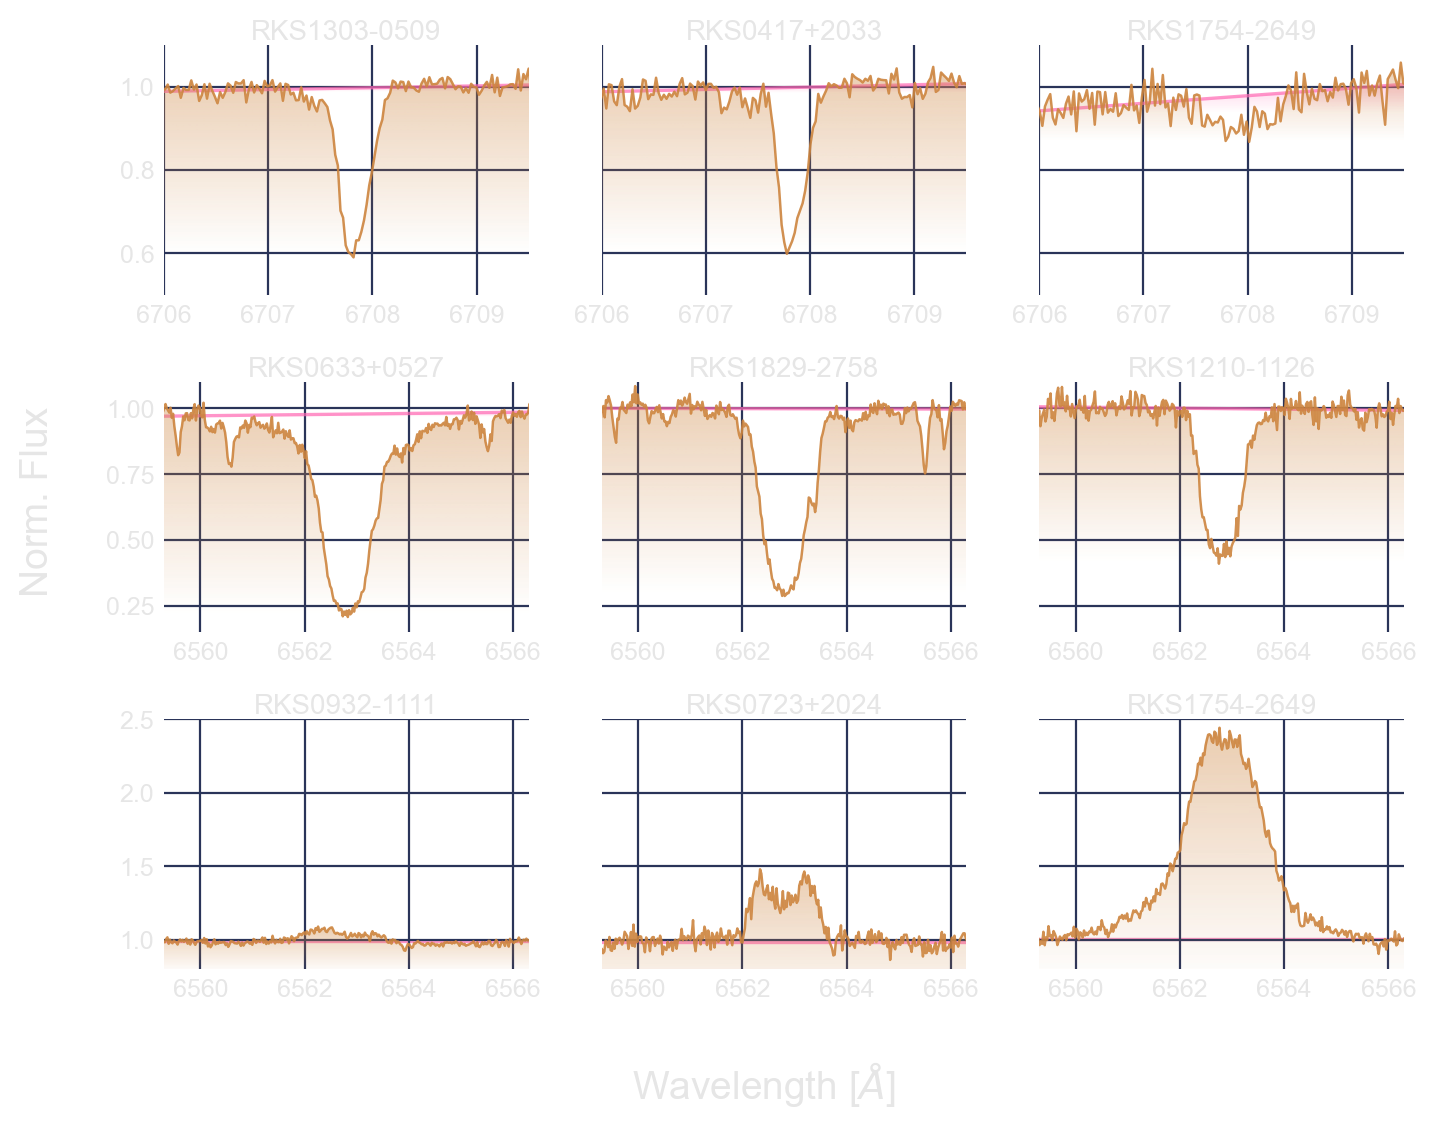 RKS1303-0509 RKS0417+2033 RKS1754-2649
1.0
0.8
0.6
6706 6707 6708 6709 6706 6707 6708 6709 6706 6707 6708 6709
RKS0633+0527 RKS1829-2758 RKS1210-1126
1.00
0.75
0.50
0.25
6560 6562 6564 6566 6560 6562 6564 6566 6560 6562 6564 6566
Norm. Flux
RKS0932-1111 RKS0723+2024 RKS1754-2649
2.5
2.0
1.5
1.0
6560 6562 6564 6566 6560 6562 6564 6566 6560 6562 6564 6566
Wavelength [Å]